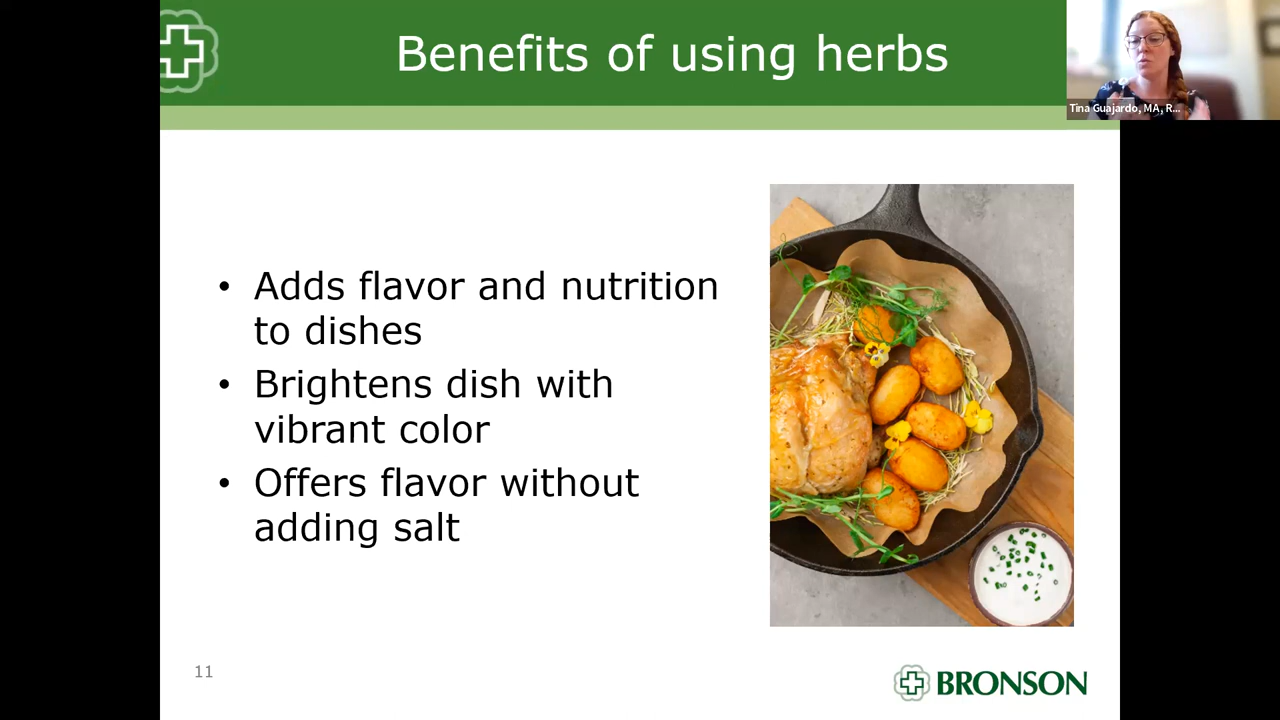 Benefits of using herbs
Tina Guajardo, MA, R...
• Adds flavor and nutrition
to dishes
• Brightens dish with
vibrant color
• Offers flavor without
adding salt
11
BRONSON